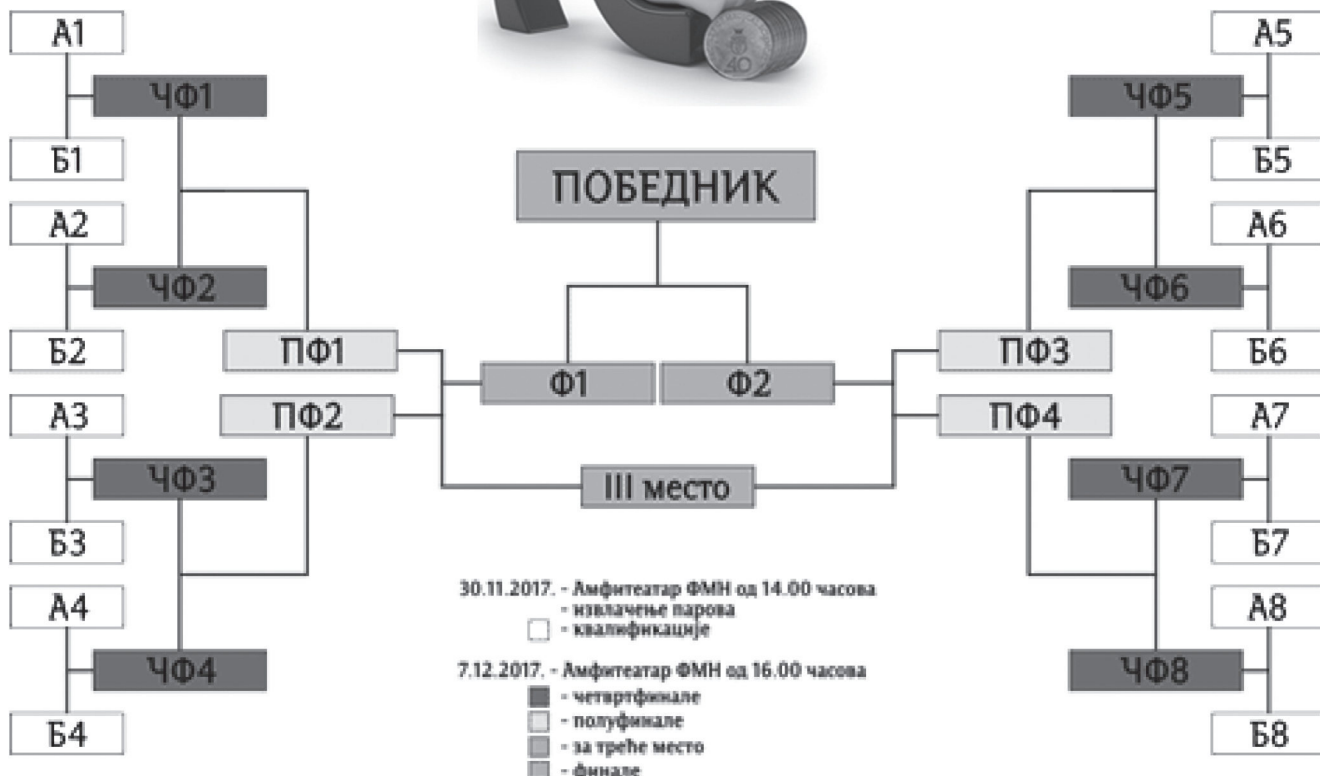 А1
ЧФ1
Б1
А2
ЧФ2
Б2
ПФ1
ПФ2
А3
ЧФ3
Б3
А4
ЧФ4
Б4
40
ПОБЕДНИК
Ф1
Ф2
III место
А5
ЧФ5
Б5
А6
ЧФ6
Б6
ПФ3
ПФ4
А7
ЧФ7
Б7
А8
ЧФ8
Б8
30.11.2017. - Амфитеатар ФМН од 14.00 часова
- извлачење парова
- квалификације
7.12.2017. - Амфитеатар ФМН од 16.00 часова
- четвртфинале
- полуфинале
- за треће место
- финале